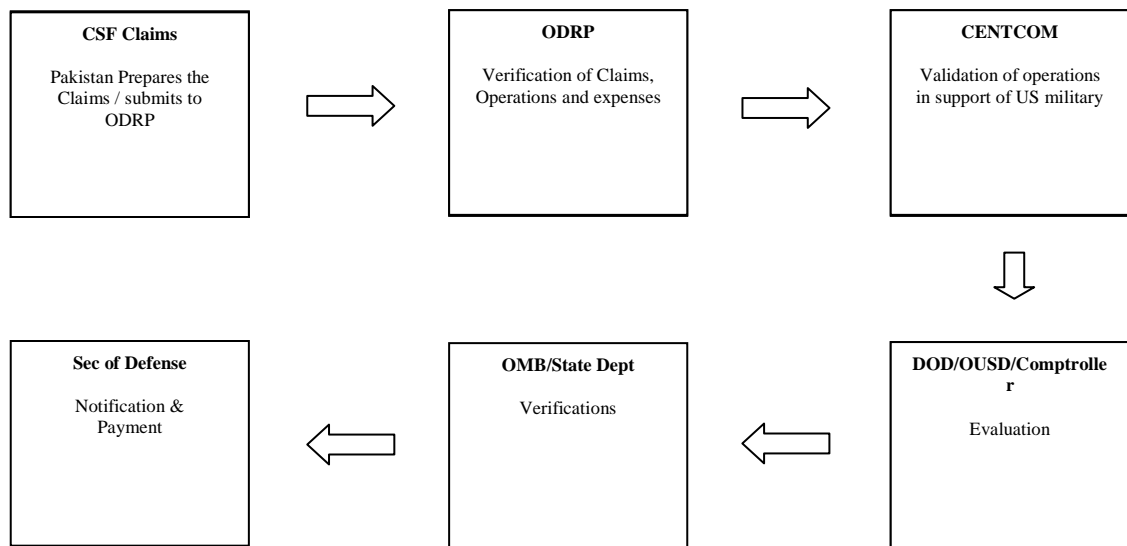 CSF Claims
Pakistan Prepares the
Claims / submits to
ODRP
ODRP
Verification of Claims,
Operations and expenses
CENTCOM
Validation of operations
in support of US military
Sec of Defense
Notification &
Payment
OMB/State Dept
Verifications
DOD/OUSD/Comptrolle
r
Evaluation